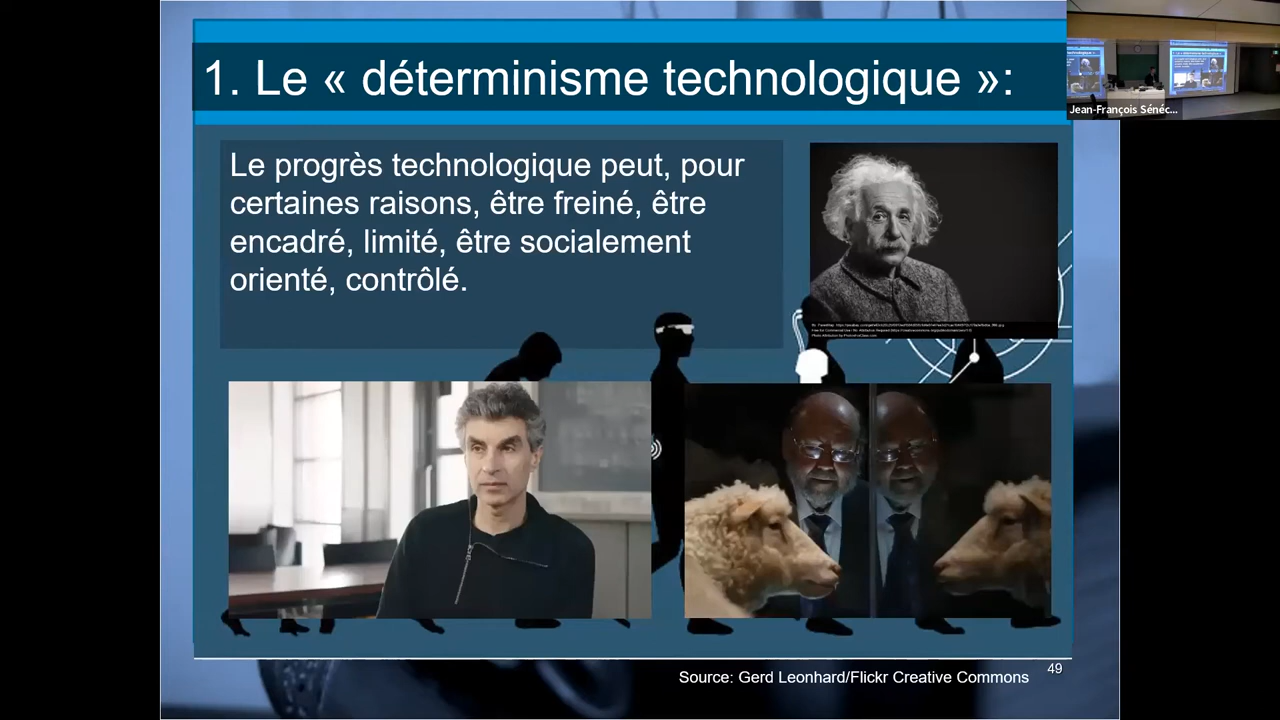 1. Le « déterminisme technologique »:
Jean-François Sénéc...
Le progrès technologique peut, pour
certaines raisons, être freiné, être
encadré, limité, être socialement
orienté, contrôlé.
49
Source: Gerd Leonhard/Flickr Creative Commons